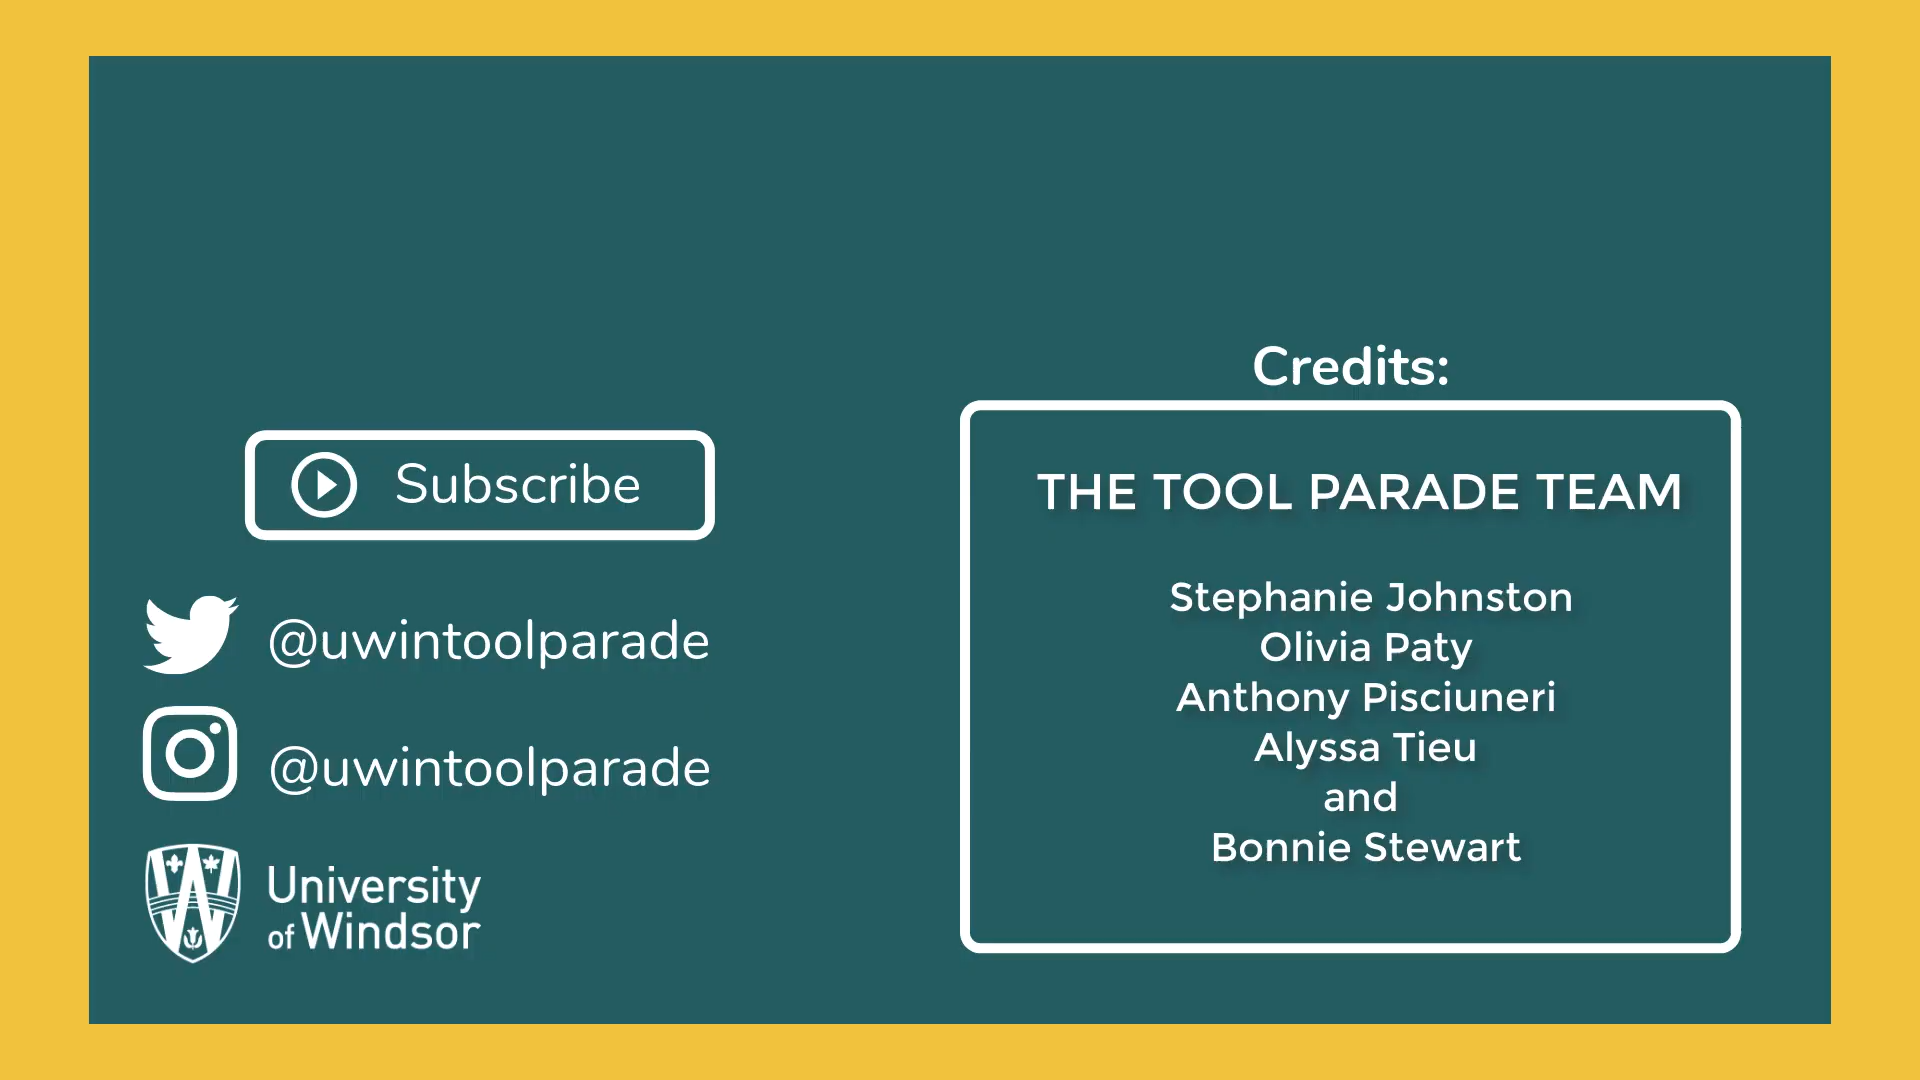 Subscribe
@uwintoolparade
@uwintoolparade
University
of Windsor
Credits:
THE TOOL PARADE TEAM
Stephanie Johnston
Olivia Paty
Anthony Pisciuneri
Alyssa Tieu
and
Bonnie Stewart